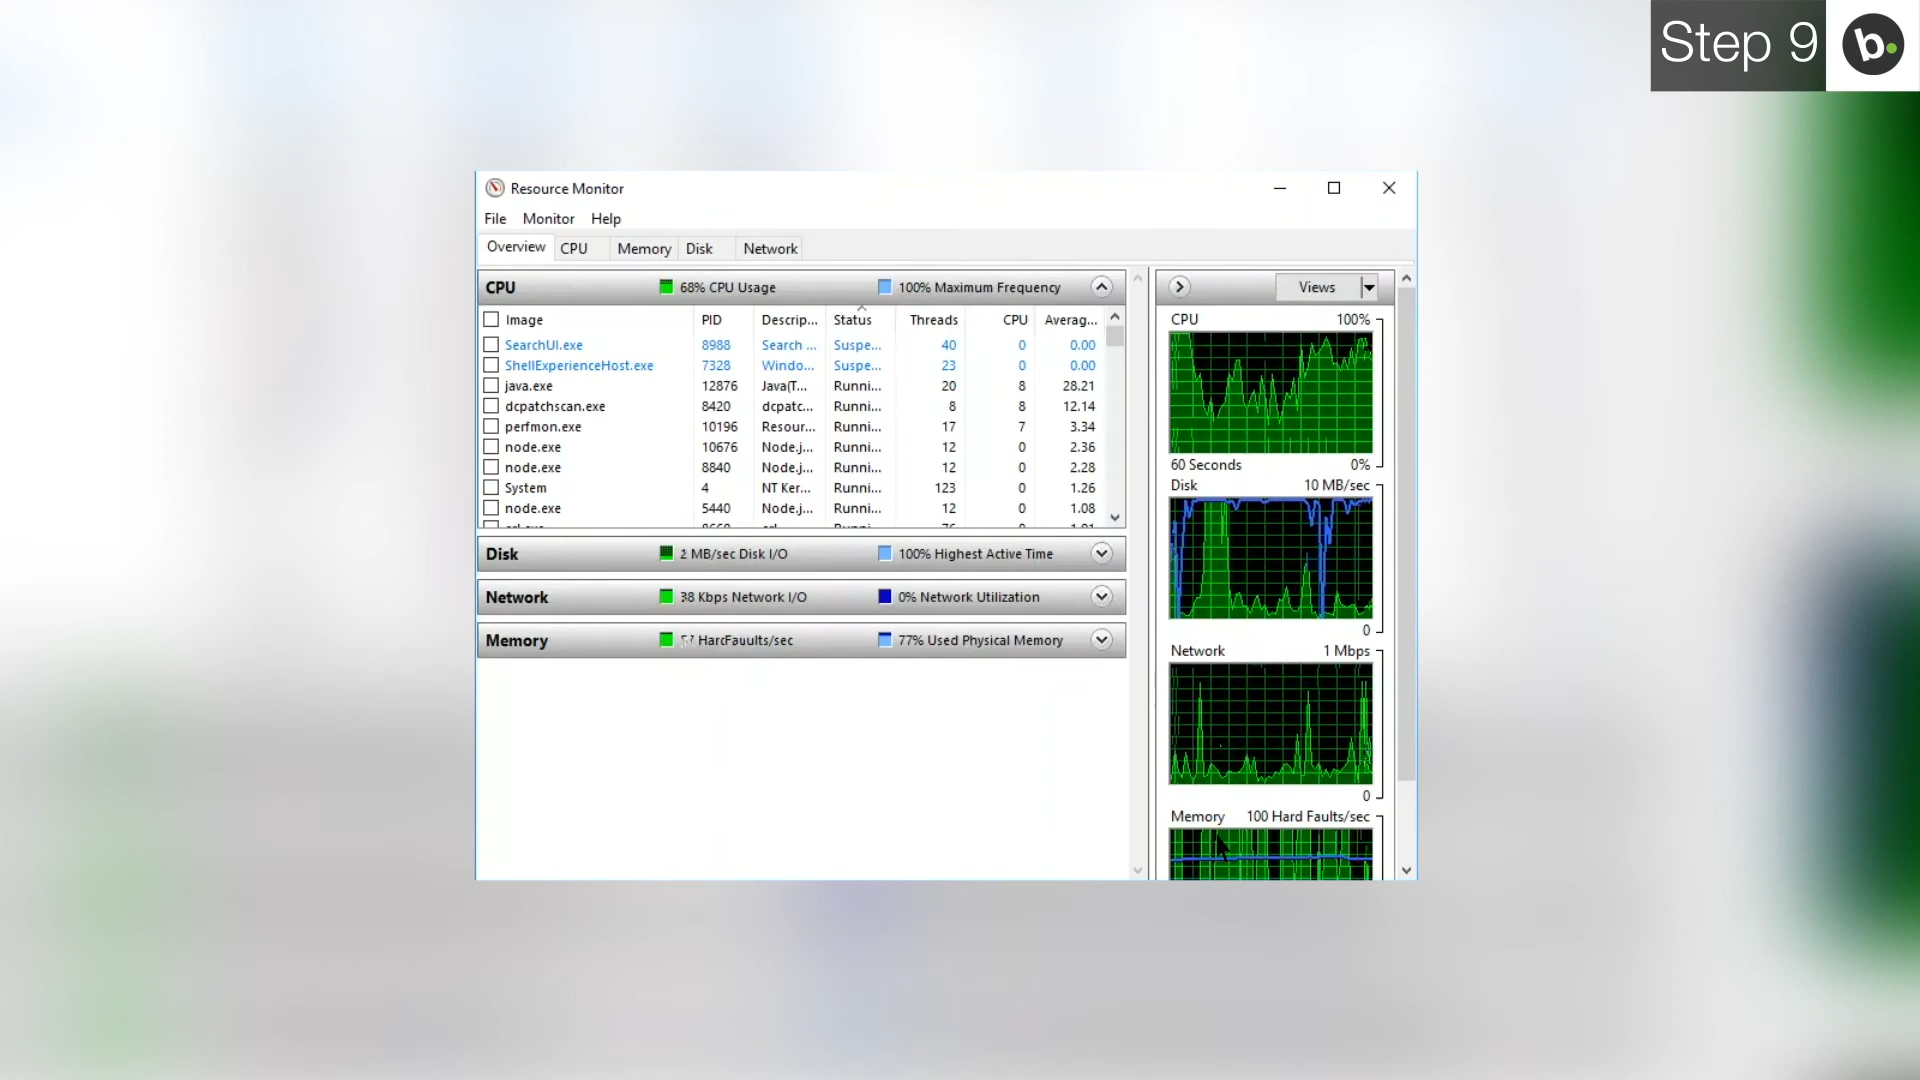 Step 9
b.
Resource Monitor
File Monitor Help
Overview CPU Memory Disk Network
CPU 68% CPU Usage 100% Maximum Frequency
Image PID Descrip... Status Threads CPU Averag...
SearchUI.exe 8988 Search ... Suspe... 40 0 0.00
ShellExperienceHost.exe 7328 Windo... Suspe... 23 0 0.00
java.exe 12876 Java(T... Runni... 20 8 28.21
dcpatchscan.exe 8420 dcpatc... Runni... 8 8 12.14
perfmon.exe 10196 Resour... Runni... 17 7 3.34
node.exe 10676 Node.j... Runni... 12 0 2.36
node.exe 8840 Node.j... Runni... 12 0 2.28
System 4 NT Ker... Runni... 123 0 1.26
node.exe 5440 Node.j... Runni... 12 0 1.08
Disk 2 MB/sec Disk I/O 100% Highest Active Time
Network 38 Kbps Network I/O 0% Network Utilization
Memory 77% Used Physical Memory
Views
CPU 100%
60 Seconds 0%
Disk 10 MB/sec
0
Network 1 Mbps
0
Memory 100 Hard Faults/sec